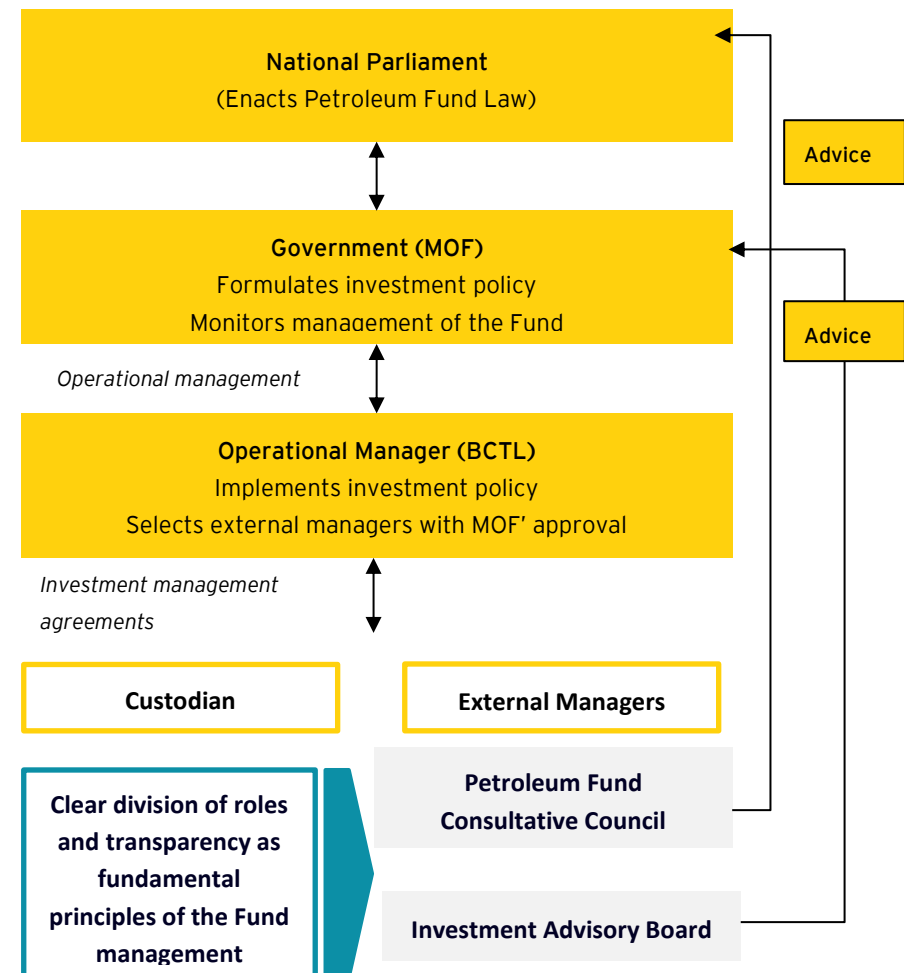 National Parliament
(Enacts Petroleum Fund Law)
Advice
Government (MOF)
Formulates investment policy
Monitors management of the Fund
Advice
Operational management
Operational Manager (BCTL)
Implements investment policy
Selects external managers with MOF’ approval
Investment management
agreements
Custodian
External Managers
Petroleum Fund
Consultative Council
Clear division of roles
and transparency as
fundamental
principles of the Fund
management
Investment Advisory Board